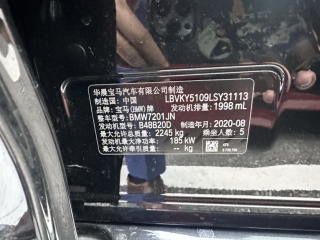 华晨宝马汽车有限公司制造
制造国：中国 LBVKY5109LSY31113
品牌：宝马(BMW)牌 发动机排量：1998 mL
整车型号：BMW7201JN
发动机型号：B48B20D 制造年月：2020-08
最大允许总质量：2245 kg 乘坐人数：5
发动机最大净功率：185 kW
最大允许牵引质量：-- kg